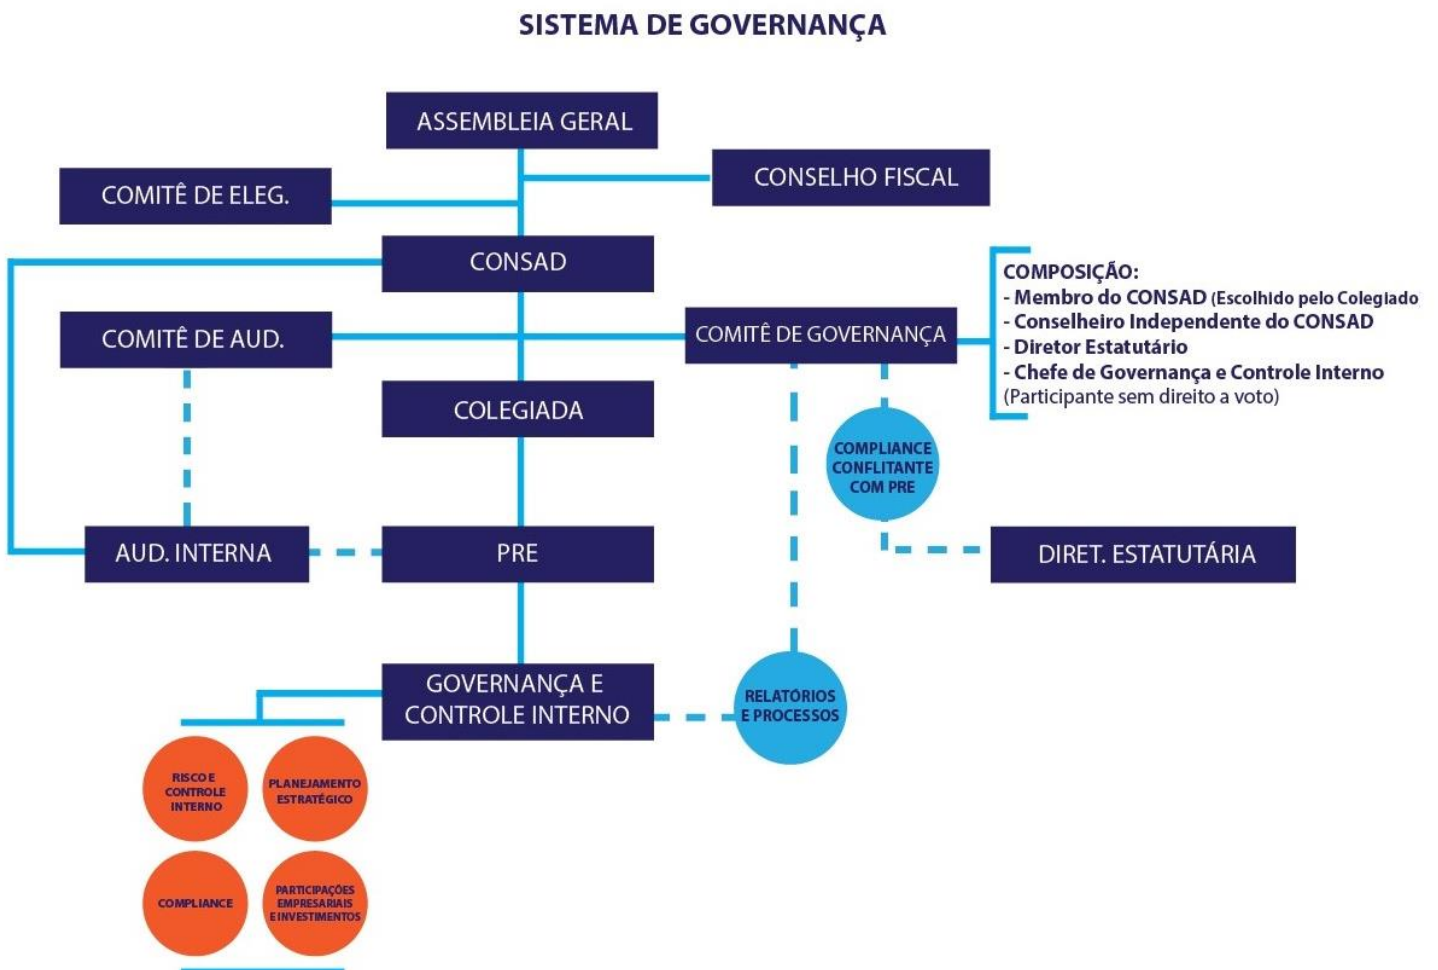 SISTEMA DE GOVERNANÇA
ASSEMBLEIA GERAL
CONSELHO FISCAL
COMITÊ DE ELEG.
CONSAD
COMPOSIÇÃO:
- Membro do CONSAD (Escolhido pelo Colegiado
- Conselheiro Independente do CONSAD
- Diretor Estatutário
- Chefe de Governança e Controle Interno
(Participante sem direito a voto)
COMITÊ DE AUD.
COMITÊ DE GOVERNANÇA
COLEGIADA
COMPLIANCE
CONFLITANTE
COM PRE
AUD. INTERNA
PRE
DIRET. ESTATUTÁRIA
GOVERNANÇA E
CONTROLE INTERNO
RELATÓRIOS
E PROCESSOS
RISCO E
CONTROLE
INTERNO
PLANEJAMENTO
ESTRATÉGICO
COMPLIANCE
PARTICIPAÇÕES
EMPRESARIAIS
E INVESTIMENTOS